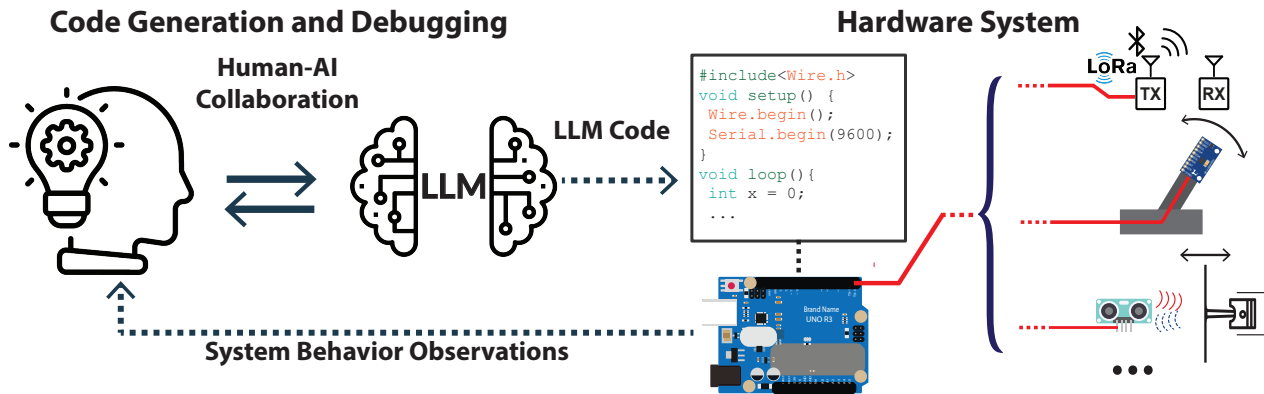 Code Generation and Debugging
Hardware System
Human-AI
Collaboration
LLM
LLM Code
#include<Wire.h>
void setup() {
Wire.begin();
Serial.begin(9600);
}
void loop(){
int x = 0;
...
LoRa
TX
RX
Brand Name
UNO R3
System Behavior Observations